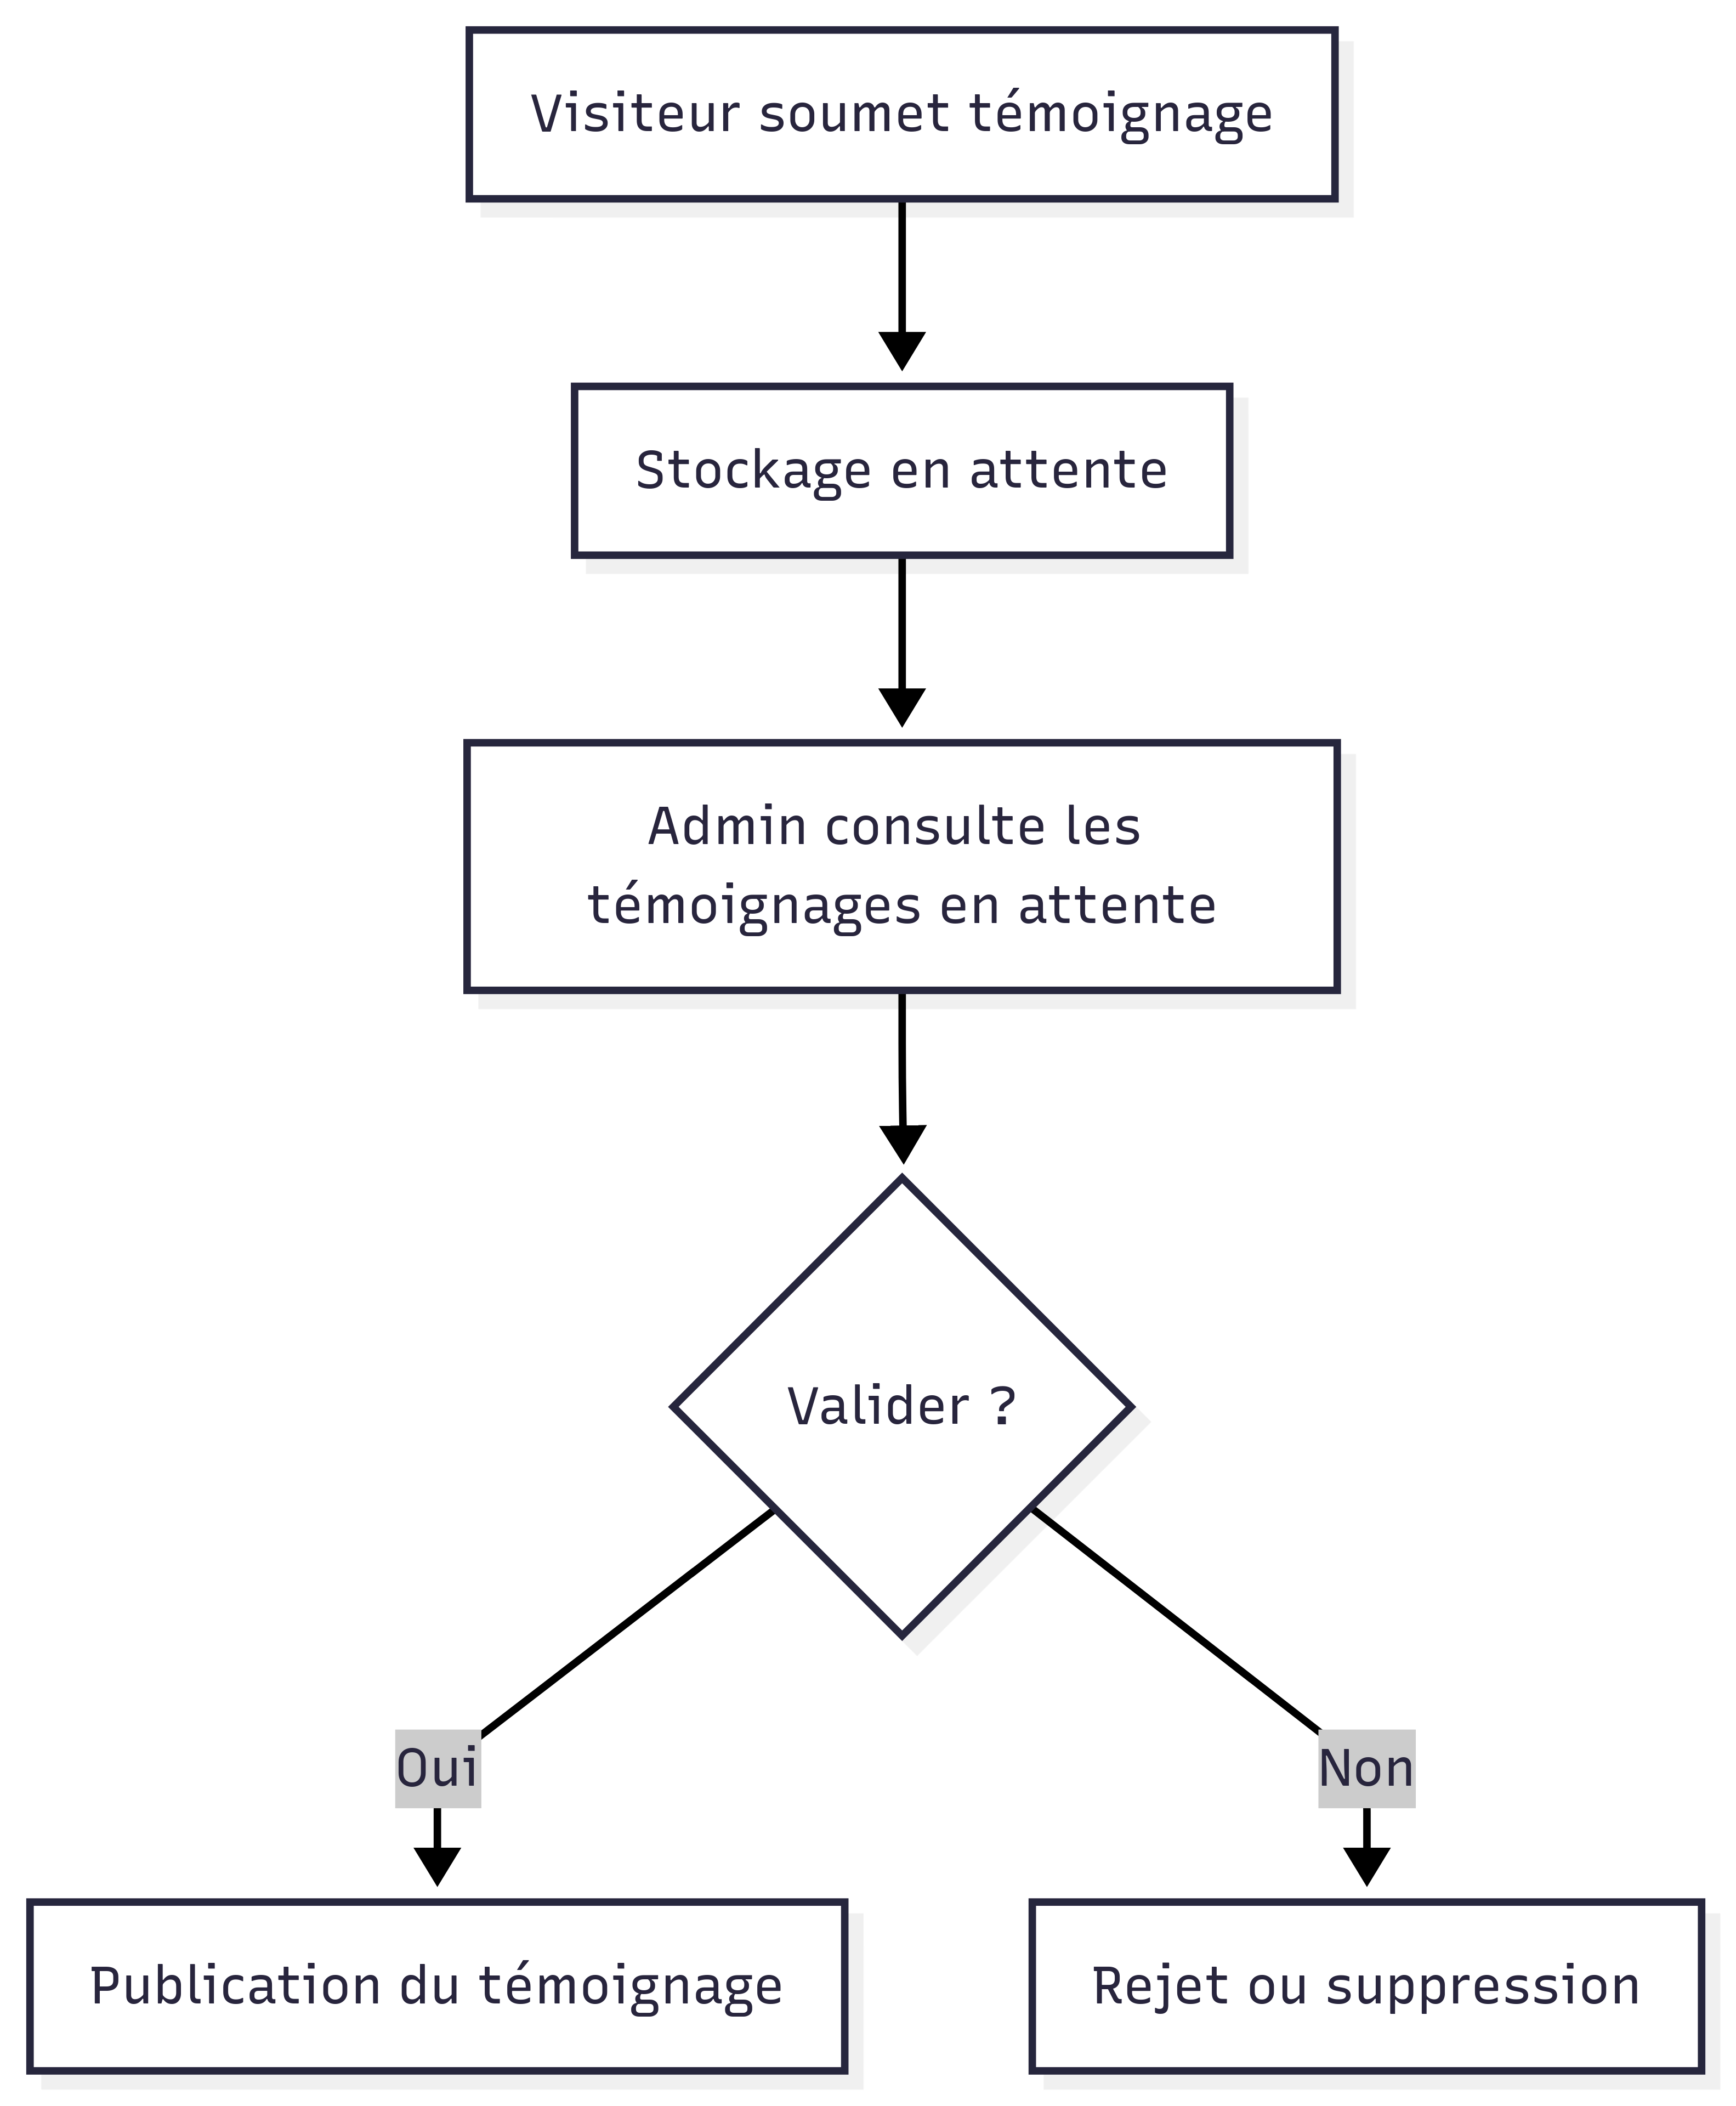 Visiteur soumet témoignage
Stockage en attente
Admin consulte les
témoignages en attente
Valider ?
Oui
Non
Publication du témoignage
Rejet ou suppression